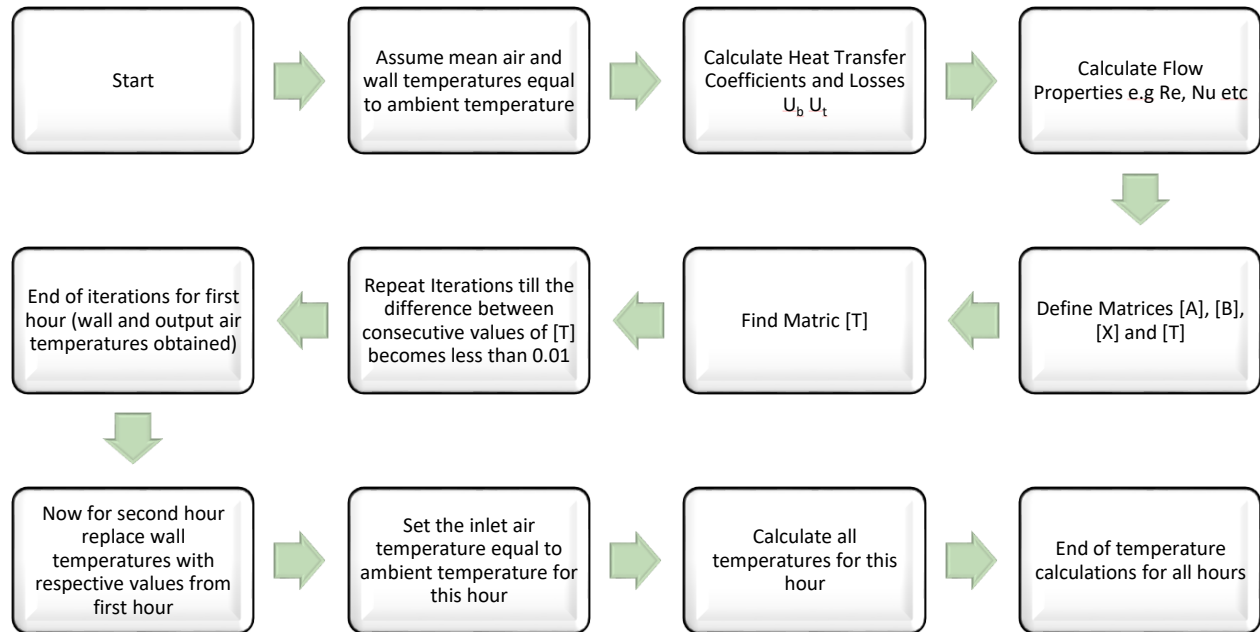 Start
Assume mean air and
wall temperatures equal
to ambient temperature
Calculate Heat Transfer
Coefficients and Losses
U_b U_t
Calculate Flow
Properties e.g Re, Nu etc
Define Matrices [A], [B],
[X] and [T]
Find Matric [T]
Repeat Iterations till the
difference between
consecutive values of [T]
becomes less than 0.01
End of iterations for first
hour (wall and output air
temperatures obtained)
Now for second hour
replace wall
temperatures with
respective values from
first hour
Set the inlet air
temperature equal to
ambient temperature for
this hour
Calculate all
temperatures for this
hour
End of temperature
calculations for all hours